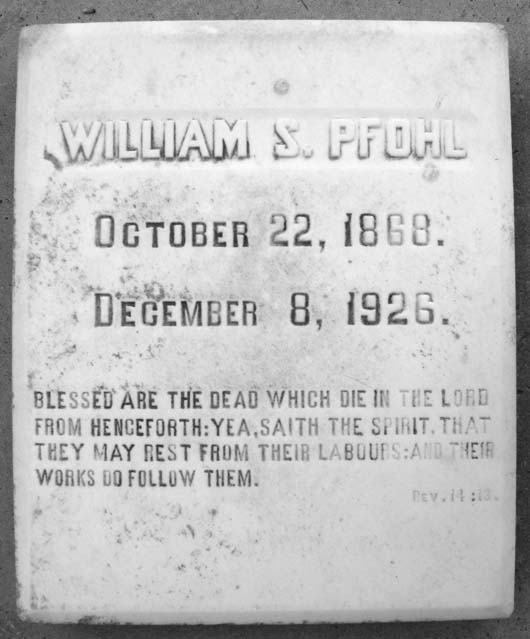 WILLIAM S. PFOHL
OCTOBER 22, 1868.
DECEMBER 8, 1926.
BLESSED ARE THE DEAD WHICH DIE IN THE LORD
FROM HENCEFORTH: YEA, SAITH THE SPIRIT, THAT
THEY MAY REST FROM THEIR LABOURS: AND THEIR
WORKS DO FOLLOW THEM.
REV. 14:13.